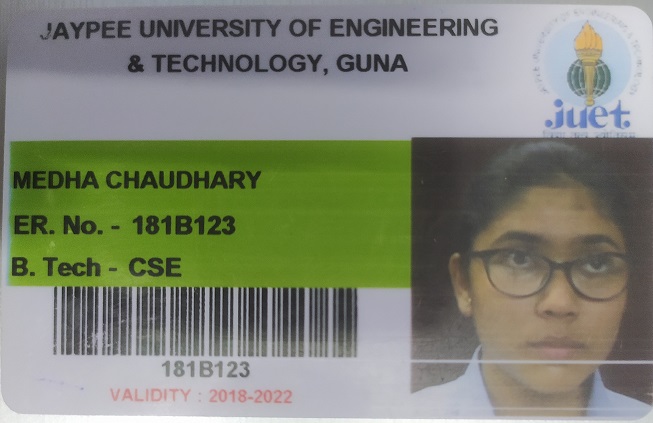 JAYPEE UNIVERSITY OF ENGINEERING
& TECHNOLOGY, GUNA
juet
MEDHA CHAUDHARY
ER. No. - 181B123
B. Tech - CSE
181B123
VALIDITY : 2018-2022